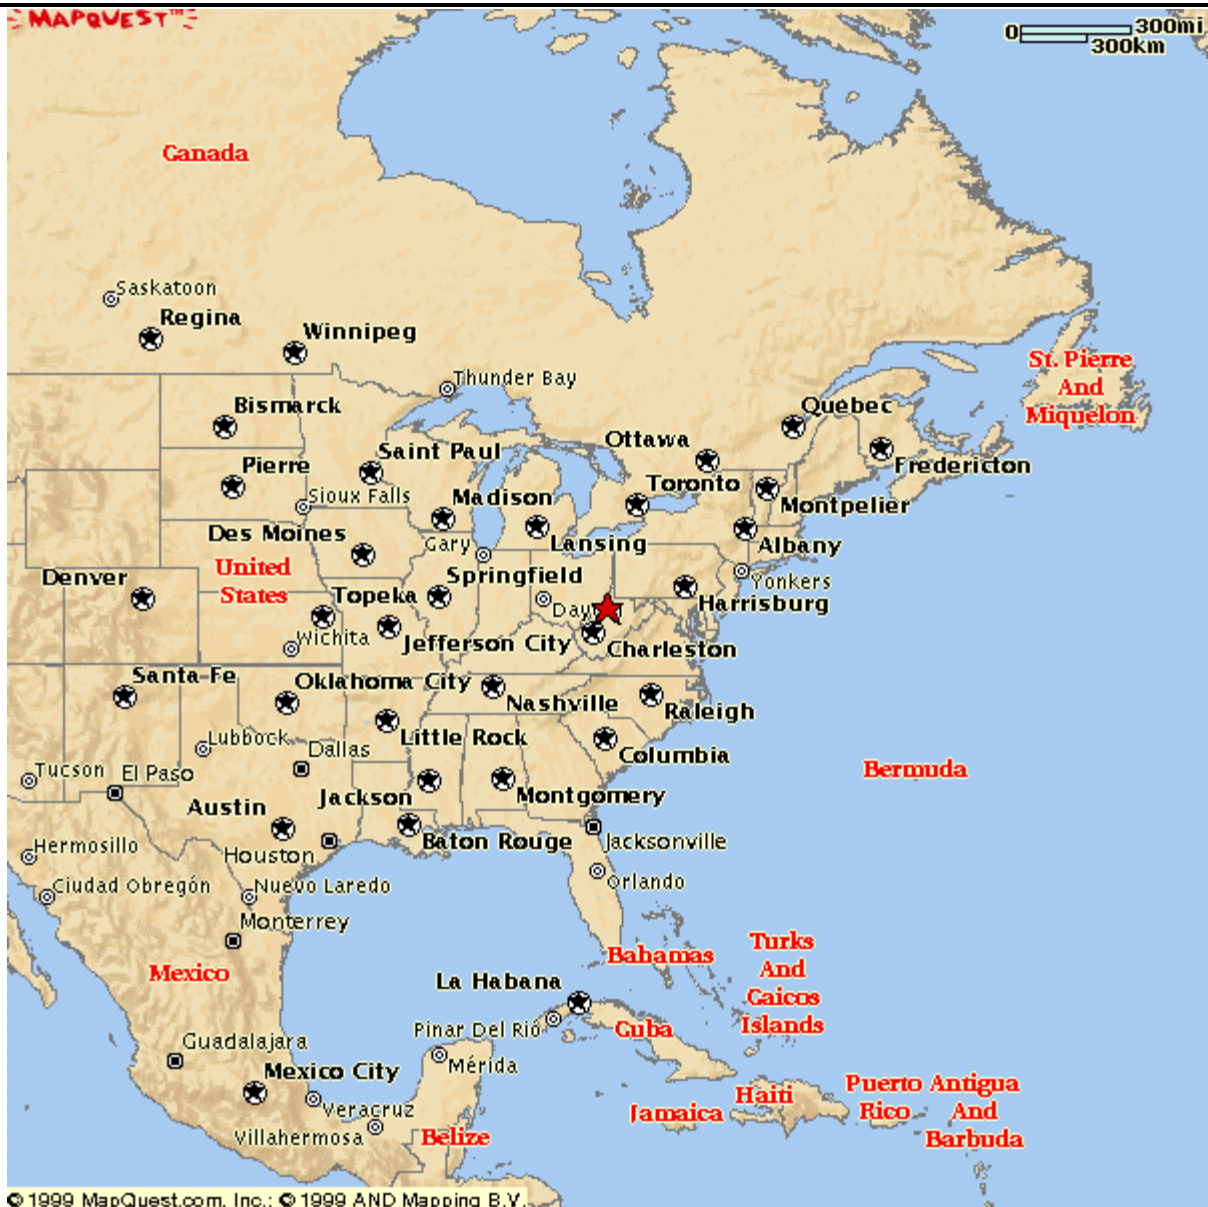 MAPQUEST™
0 300mi
300km
Canada
Saskatoon
Regina
Winnipeg
Thunder Bay
St. Pierre
And
Miquelon
Bismarck
Quebec
Ottawa
Saint Paul
Fredericton
Pierre
Sioux Falls
Madison
Toronto
Montpelier
Des Moines
Gary
Lansing
Albany
United
States
Denver
Springfield
Yonkers
Topeka
Dayton
Harrisburg
Wichita
Jefferson City
Charleston
Santa Fe
Oklahoma City
Nashville
Raleigh
Lubbock
Dallas
Little Rock
Columbia
Tucson
El Paso
Bermuda
Austin
Jackson
Montgomery
Hermosillo
Houston
Baton Rouge
Jacksonville
Ciudad Obregón
Nuevo Laredo
Orlando
Monterrey
Mexico
Bahamas
Turks
And
Caicos
Islands
La Habana
Pinar Del Rió
Cuba
Guadalajara
Mérida
Mexico City
Veracruz
Villahermosa
Belize
Jamaica
Haiti
Puerto
Rico
Antigua
And
Barbuda
© 1999 MapQuest.com, Inc.; © 1999 AND Mapping B.V.